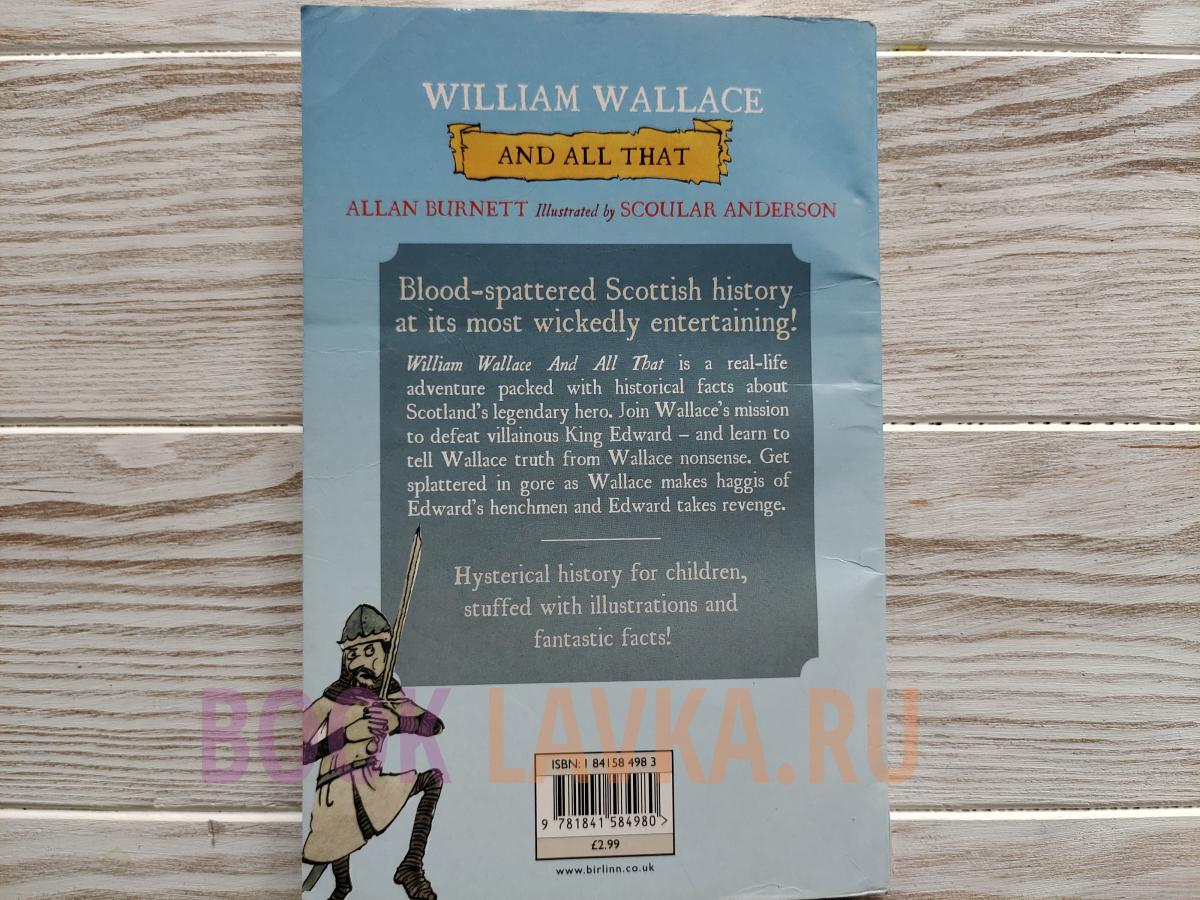 WILLIAM WALLACE
AND ALL THAT
ALLAN BURNETT Illustrated by SCOULAR ANDERSON
Blood-spattered Scottish history
at its most wickedly entertaining!
William Wallace And All That is a real-life
adventure packed with historical facts about
Scotland's legendary hero. Join Wallace's mission
to defeat villainous King Edward – and learn to
tell Wallace truth from Wallace nonsense. Get
splattered in gore as Wallace makes haggis of
Edward's henchmen and Edward takes revenge.
Hysterical history for children,
stuffed with illustrations and
fantastic facts!
BOOK LAVKA.RU
ISBN: 1 84158 498 3
9 781841 584980 >
£2.99
www.birlinn.co.uk